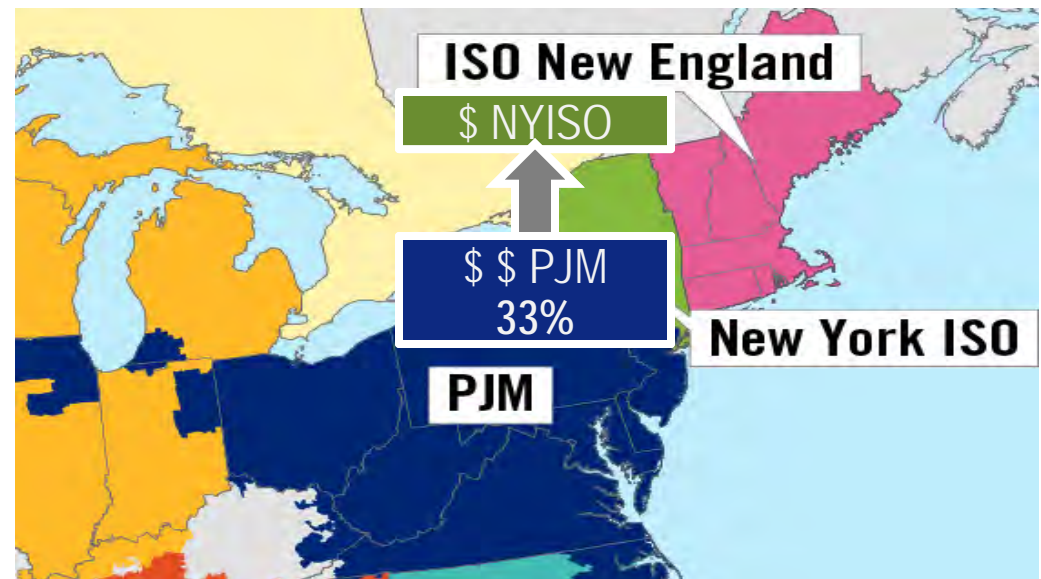 ISO New England
$ NYISO
$ $ PJM
33%
New York ISO
PJM